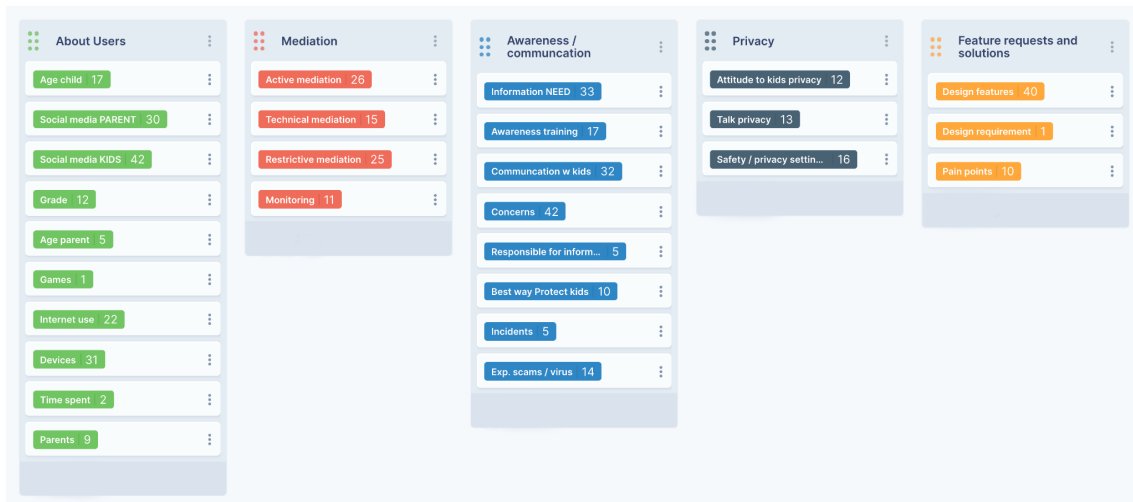 About Users
Age child 17
Social media PARENT 30
Social media KIDS 42
Grade 12
Age parent 5
Games 1
Internet use 22
Devices 31
Time spent 2
Parents 9
Mediation
Active mediation 26
Technical mediation 15
Restrictive mediation 25
Monitoring 11
Awareness /
communcation
Information NEED 33
Awareness training 17
Communcation w kids 32
Concerns 42
Responsible for inform... 5
Best way Protect kids 10
Incidents 5
Exp. scams / virus 14
Privacy
Attitude to kids privacy 12
Talk privacy 13
Safety / privacy settin... 16
Feature requests and
solutions
Design features 40
Design requirement 1
Pain points 10